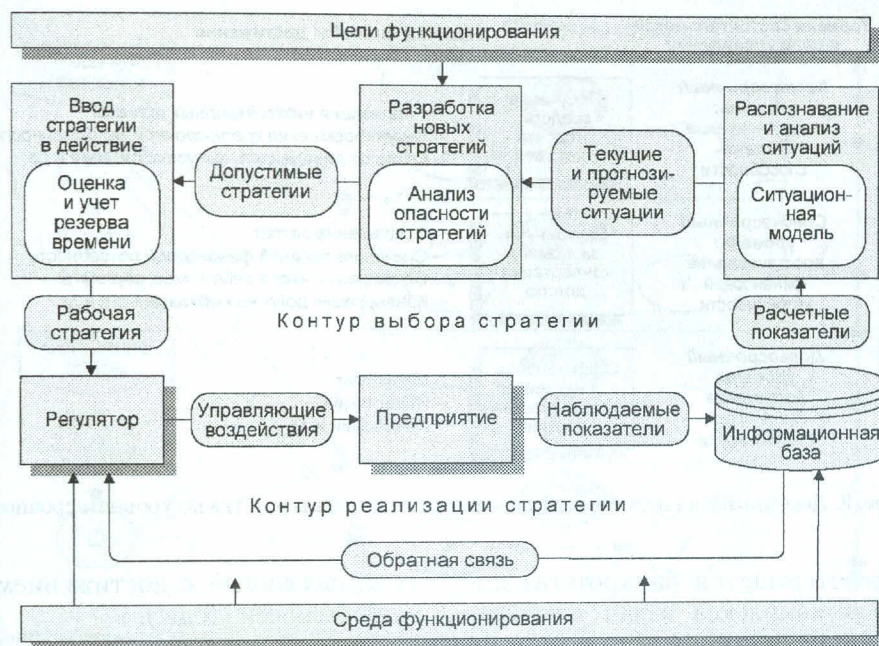 Цели функционирования
Ввод
стратегии
в действие
Оценка
и учет
резерва
времени
Допустимые
стратегии
Разработка
новых
стратегий
Анализ
опасности
стратегий
Текущие
и прогнози-
руемые
ситуации
Распознавание
и анализ
ситуаций
Ситуацион-
ная
модель
Рабочая
стратегия
Контур выбора стратегии
Расчетные
показатели
Регулятор
Управляющие
воздействия
Предприятие
Наблюдаемые
показатели
Информационная
база
Контур реализации стратегии
Обратная связь
Среда функционирования